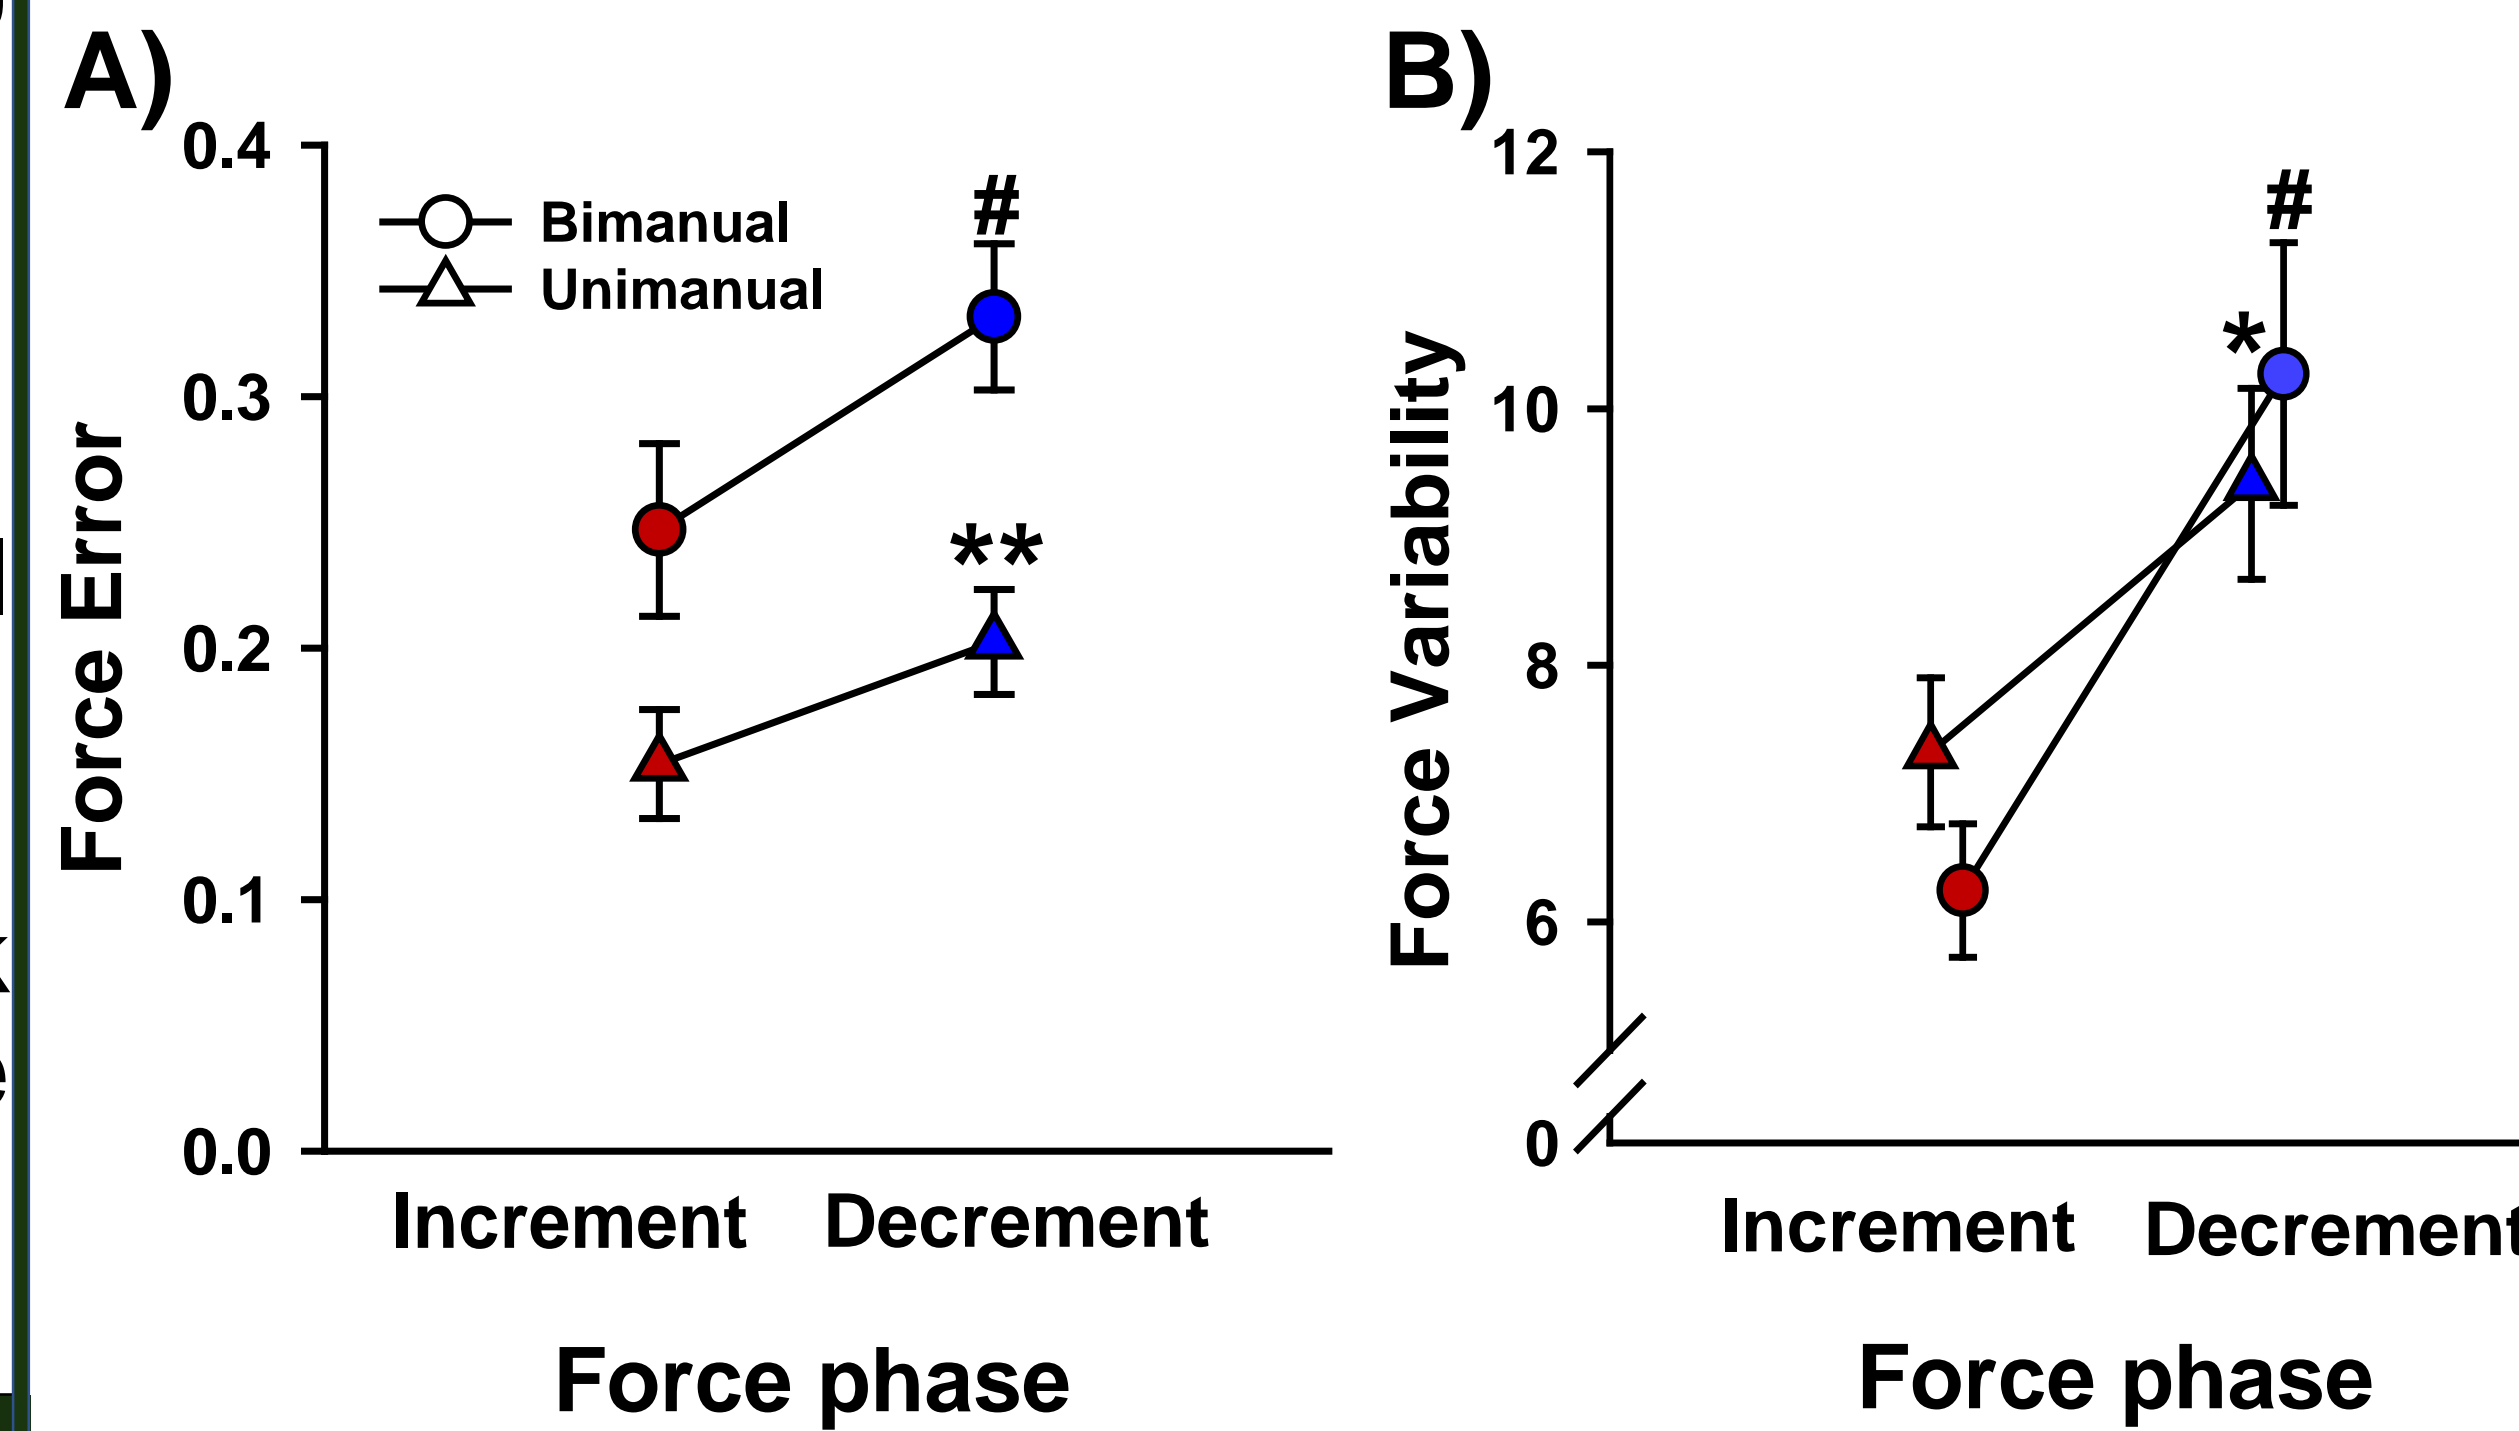 A)
0.4
0.3
0.2
0.1
0.0
Force Error
Bimanual
Unimanual
#
**
Increment Decrement
Force phase
B)
12
10
8
6
0
Force Variability
#
*
Increment Decrement
Force phase